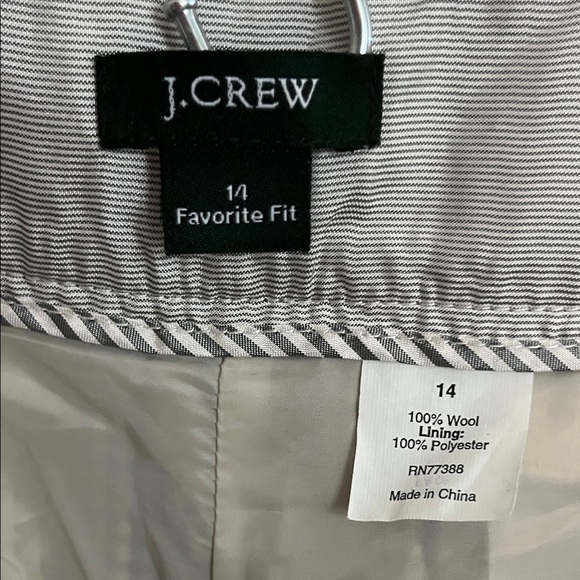 J.CREW
14
Favorite Fit
14
100% Wool
Lining:
100% Polyester
RN77388
Made in China